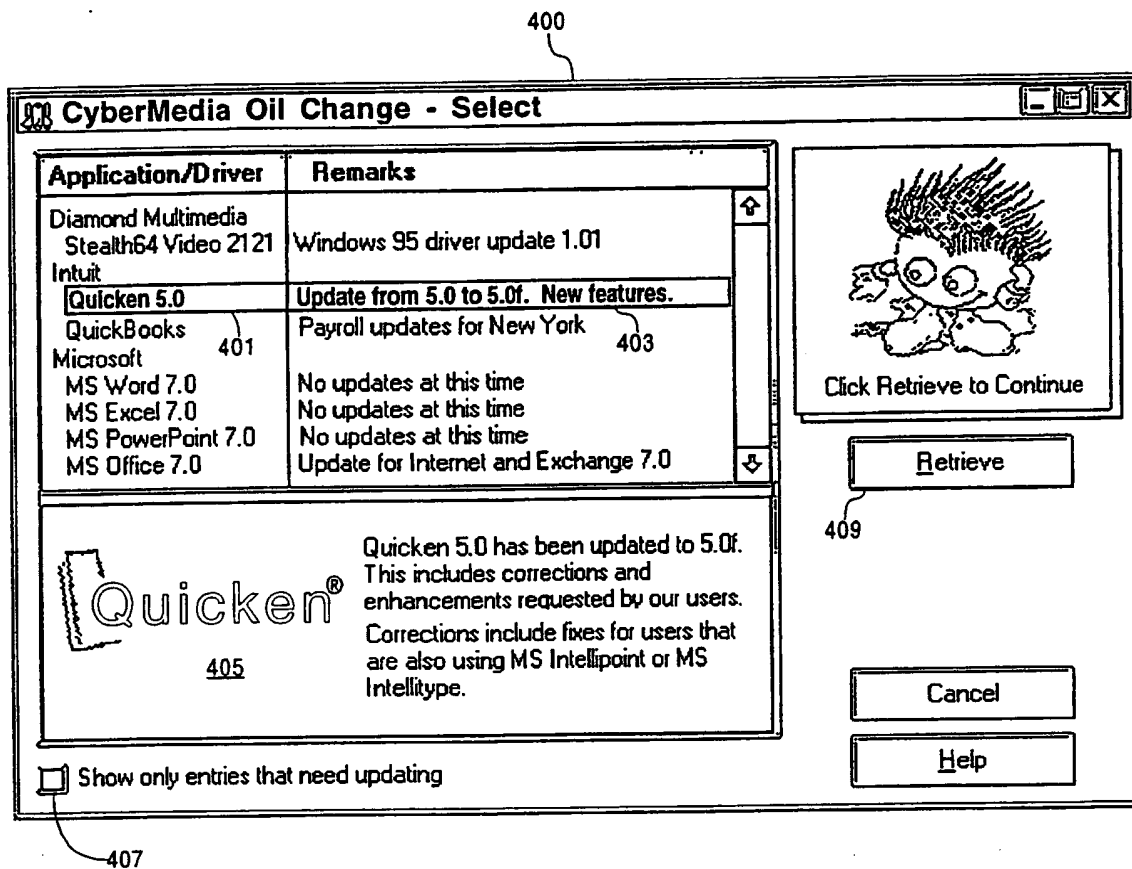 400
CyberMedia Oil Change - Select
Application/Driver Remarks
Diamond Multimedia
Stealth64 Video 2121 Windows 95 driver update 1.01
Intuit
Quicken 5.0 Update from 5.0 to 5.0f. New features.
QuickBooks Payroll updates for New York
401 403
Microsoft
MS Word 7.0 No updates at this time
MS Excel 7.0 No updates at this time
MS PowerPoint 7.0 No updates at this time
MS Office 7.0 Update for Internet and Exchange 7.0
Click Retrieve to Continue
Retrieve
409
Quicken®
405
Quicken 5.0 has been updated to 5.0f.
This includes corrections and
enhancements requested by our users.
Corrections include fixes for users that
are also using MS Intellipoint or MS
Intellitype.
Cancel
Help
Show only entries that need updating
407